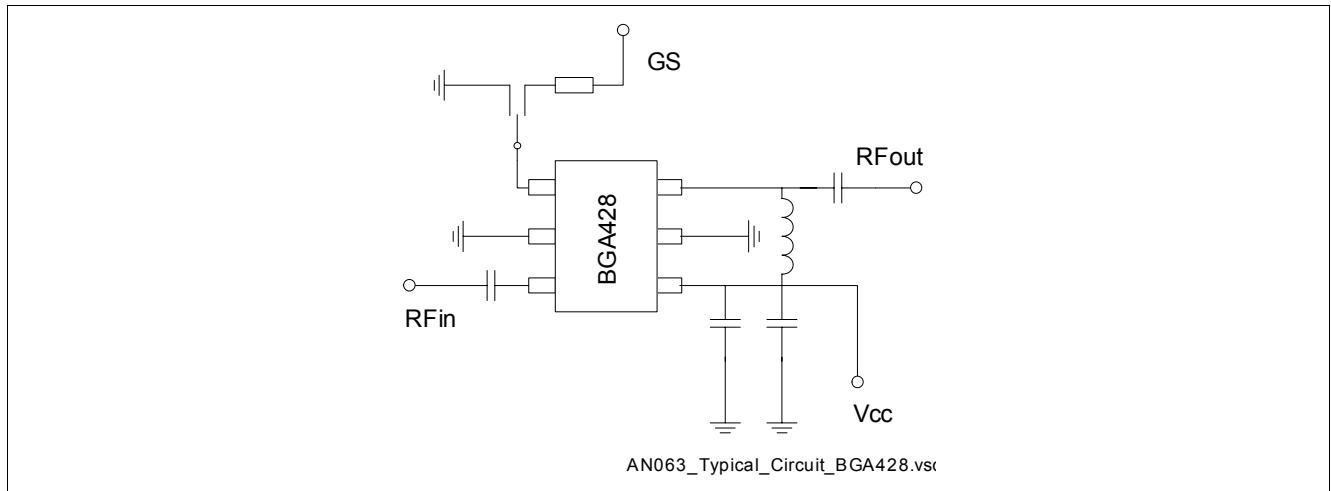 GS
RFout
BGA428
RFin
Vcc
AN063_Typical_Circuit_BGA428.vs